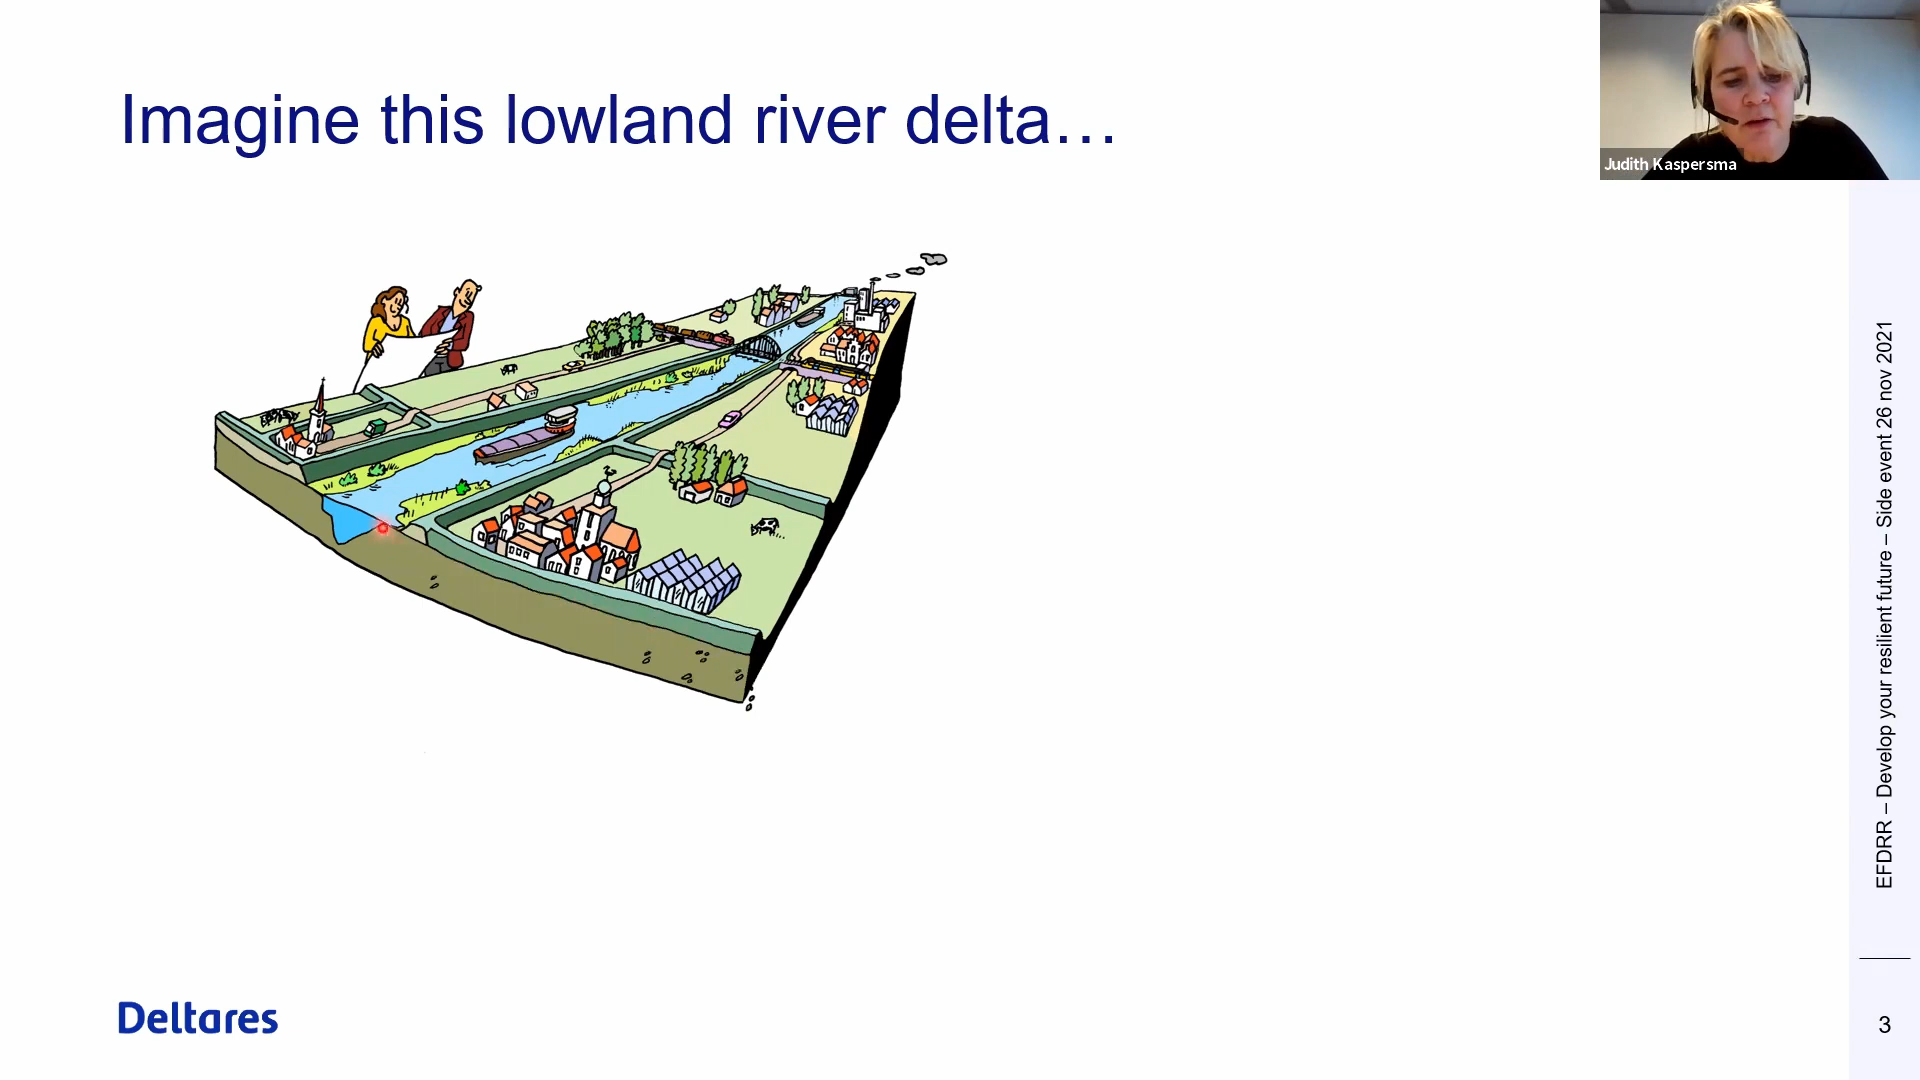 Imagine this lowland river delta…
Judith Kaspersma
EFDRR – Develop your resilient future – Side event 26 nov 2021
Deltares
3